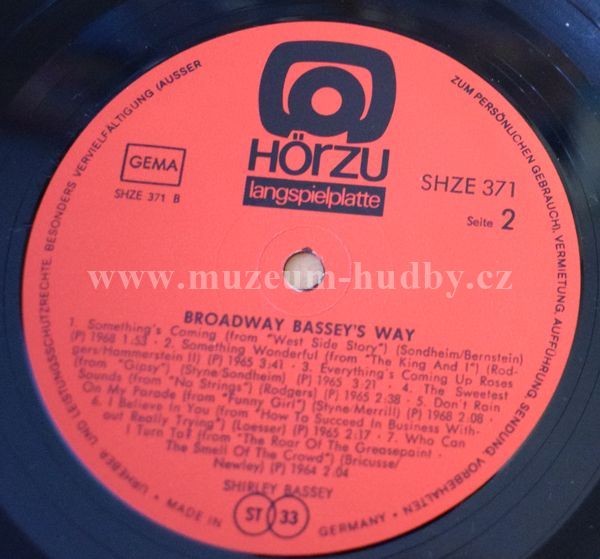 HÖRZU
langspielplatte
GEMA
SHZE 371 B
SHZE 371
Seite 2
www.muzeum-hudby.cz
BROADWAY BASSEY'S WAY
1. Something's Coming (from "West Side Story") (Sondheim/Bernstein)
(P) 1968 1:53 · 2. Something Wonderful (from "The King And I") (Rod-
gers/Hammerstein II) (P) 1965 3:41 · 3. Everything's Coming Up Roses
(from "Gipsy") (Styne/Sondheim) (P) 1965 3:21 · 4. The Sweetest
Sounds (from "No Strings") (Rodgers) (P) 1965 2:38 · 5. Don't Rain
On My Parade (from "Funny Girl") (Styne/Merrill) (P) 1968 2:08 ·
6. I Believe In You (from "How To Succeed In Business With-
out Really Trying") (Loesser) (P) 1965 2:17 · 7. Who Can
I Turn To? (from "The Roar Of The Greasepaint -
The Smell Of The Crowd") (Bricusse/
Newley) (P) 1964 2:04
SHIRLEY BASSEY
ST 33
URHEBER UND LEISTUNGSSCHUTZRECHTE, BESONDERS VERVIELFÄLTIGUNG (AUSSER
ZUM PERSÖNLICHEN GEBRAUCH), VERMIETUNG, AUFFÜHRUNG, SENDUNG, VORBEHALTEN
· MADE IN GERMANY ·